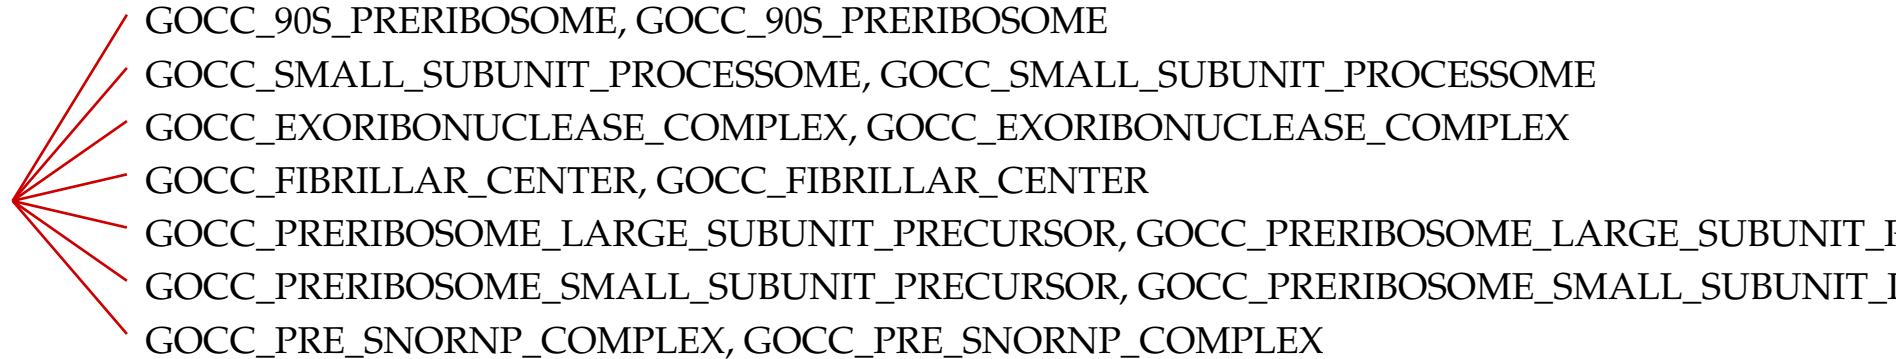 GOCC_90S_PRERIBOSOME, GOCC_90S_PRERIBOSOME
GOCC_SMALL_SUBUNIT_PROCESSOME, GOCC_SMALL_SUBUNIT_PROCESSOME
GOCC_EXORIBONUCLEASE_COMPLEX, GOCC_EXORIBONUCLEASE_COMPLEX
GOCC_FIBRILLAR_CENTER, GOCC_FIBRILLAR_CENTER
GOCC_PRERIBOSOME_LARGE_SUBUNIT_PRECURSOR, GOCC_PRERIBOSOME_LARGE_SUBUNIT_
GOCC_PRERIBOSOME_SMALL_SUBUNIT_PRECURSOR, GOCC_PRERIBOSOME_SMALL_SUBUNIT_
GOCC_PRE_SNORNP_COMPLEX, GOCC_PRE_SNORNP_COMPLEX